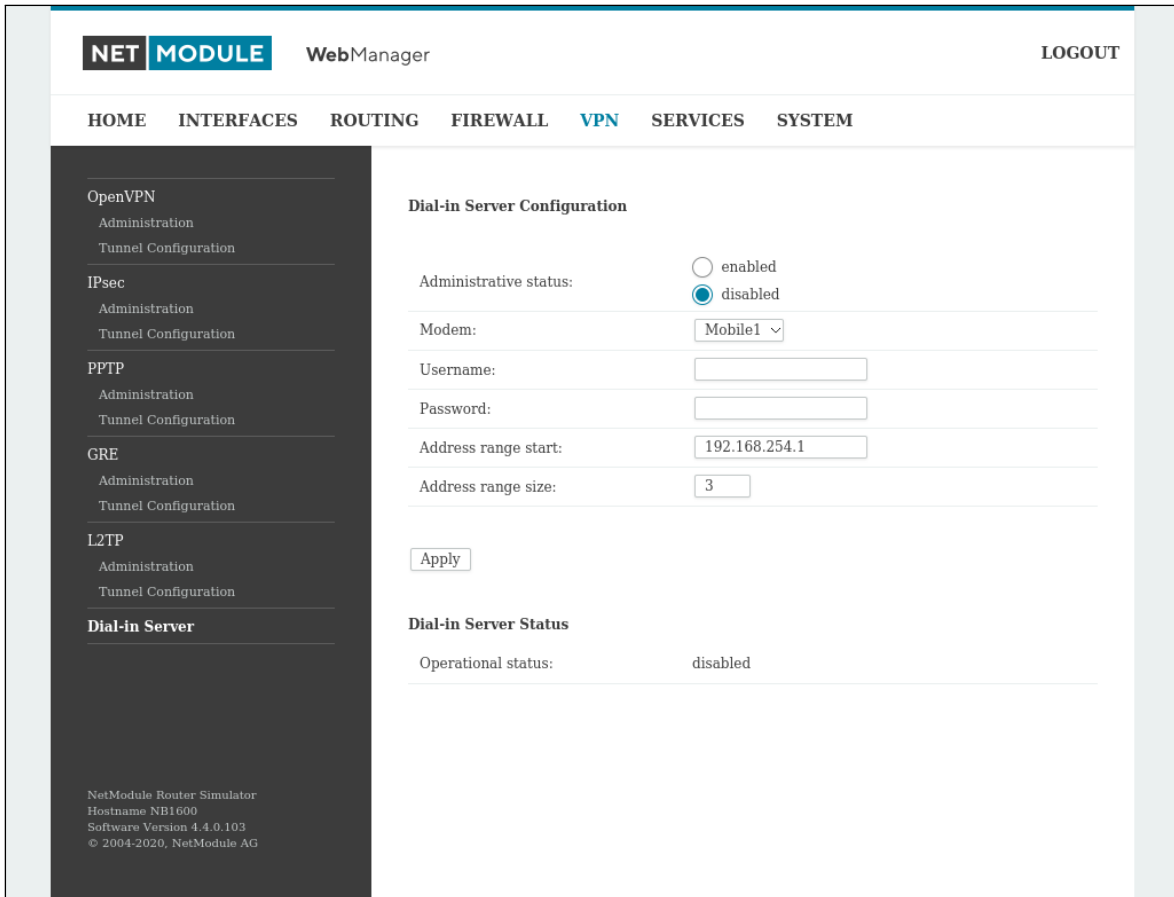 NET MODULE WebManager LOGOUT
HOME INTERFACES ROUTING FIREWALL VPN SERVICES SYSTEM
OpenVPN
Administration
Tunnel Configuration
IPsec
Administration
Tunnel Configuration
PPTP
Administration
Tunnel Configuration
GRE
Administration
Tunnel Configuration
L2TP
Administration
Tunnel Configuration
Dial-in Server
NetModule Router Simulator
Hostname NB1600
Software Version 4.4.0.103
© 2004-2020, NetModule AG
Dial-in Server Configuration
Administrative status:
enabled
disabled
Modem: Mobile1
Username:
Password:
Address range start: 192.168.254.1
Address range size: 3
Apply
Dial-in Server Status
Operational status: disabled